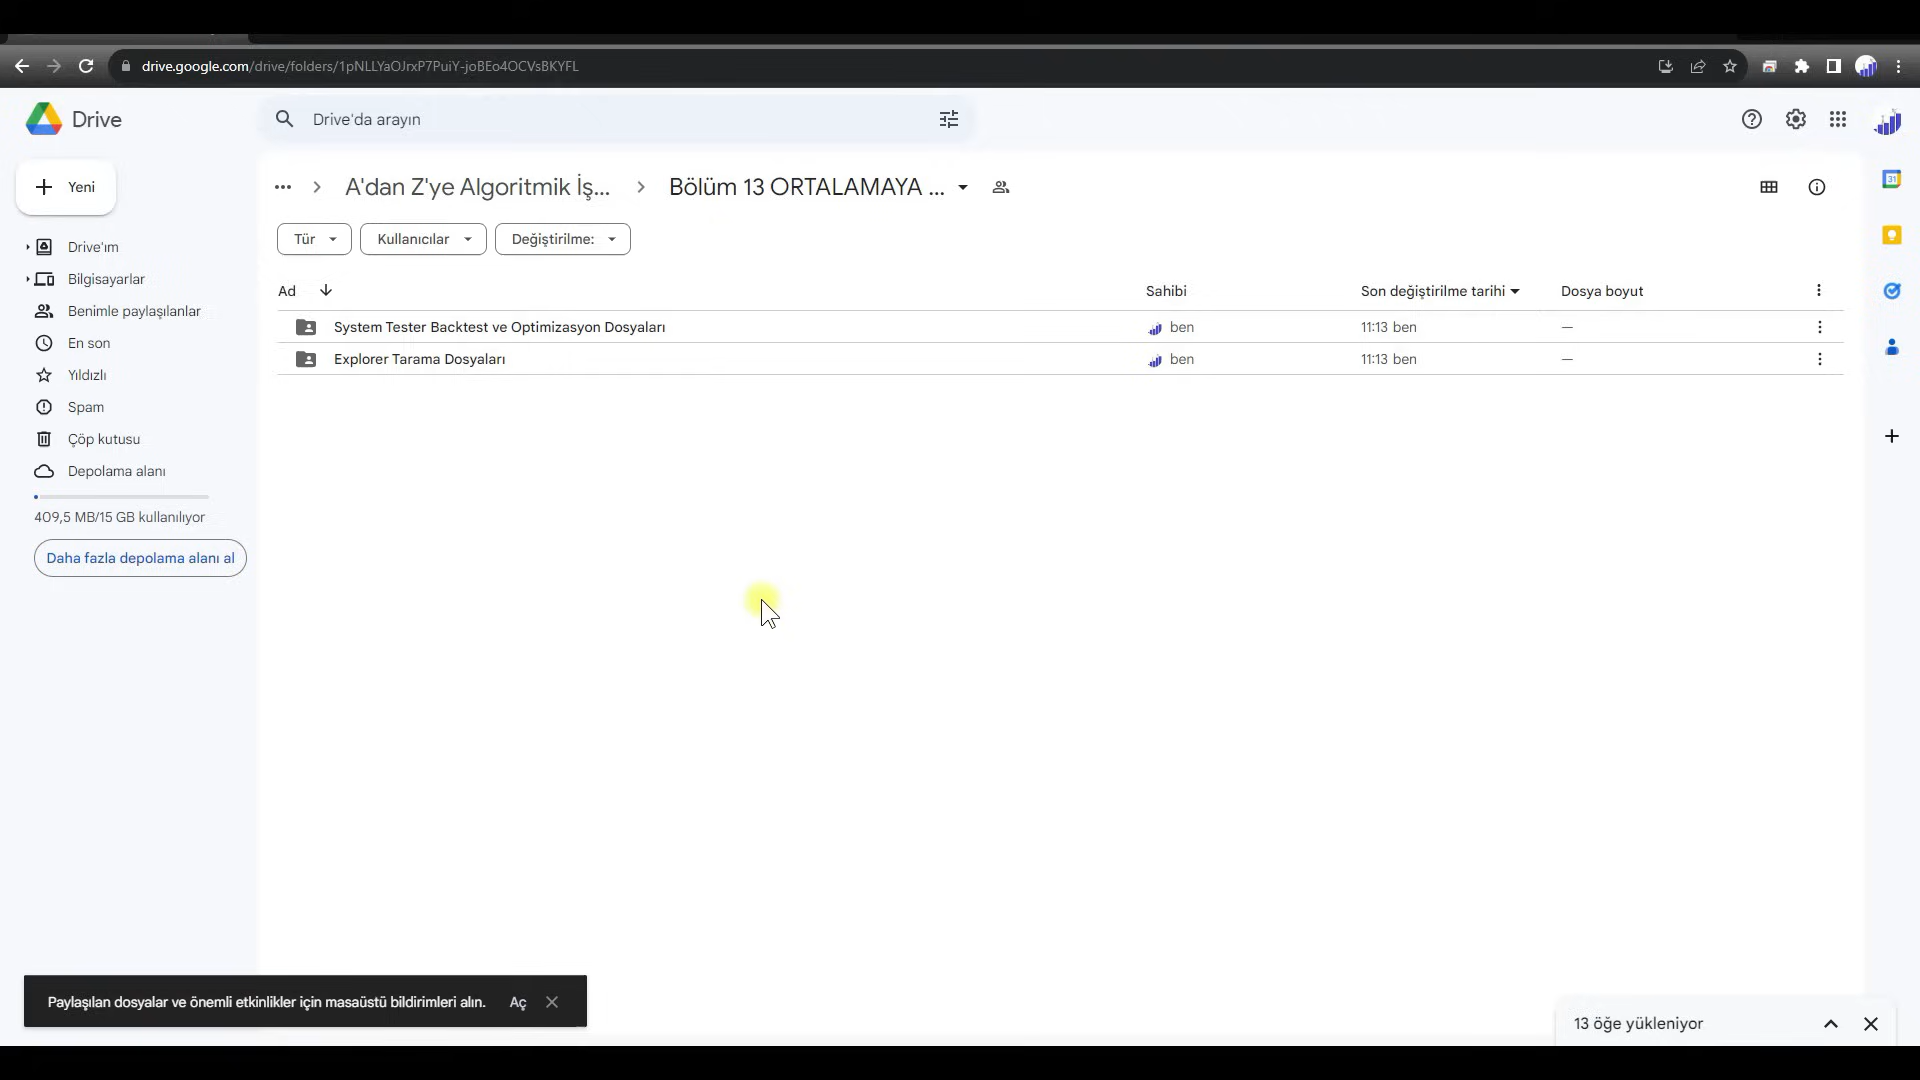 drive.google.com/drive/folders/1pNLLYaOJrxP7PuiY-joBEo4OCVsBKYFL
Drive
Drive'da arayın
Yeni
A'dan Z'ye Algoritmik İş...
Bölüm 13 ORTALAMAYA ...
Tür
Kullanıcılar
Değiştirilme:
Drive'ım
Bilgisayarlar
Benimle paylaşılanlar
En son
Yıldızlı
Spam
Çöp kutusu
Depolama alanı
409,5 MB/15 GB kullanılıyor
Daha fazla depolama alanı al
Ad Sahibi Son değiştirilme tarihi Dosya boyut
System Tester Backtest ve Optimizasyon Dosyaları ben 11:13 ben —
Explorer Tarama Dosyaları ben 11:13 ben —
31
Paylaşılan dosyalar ve önemli etkinlikler için masaüstü bildirimleri alın. Aç
13 öğe yükleniyor